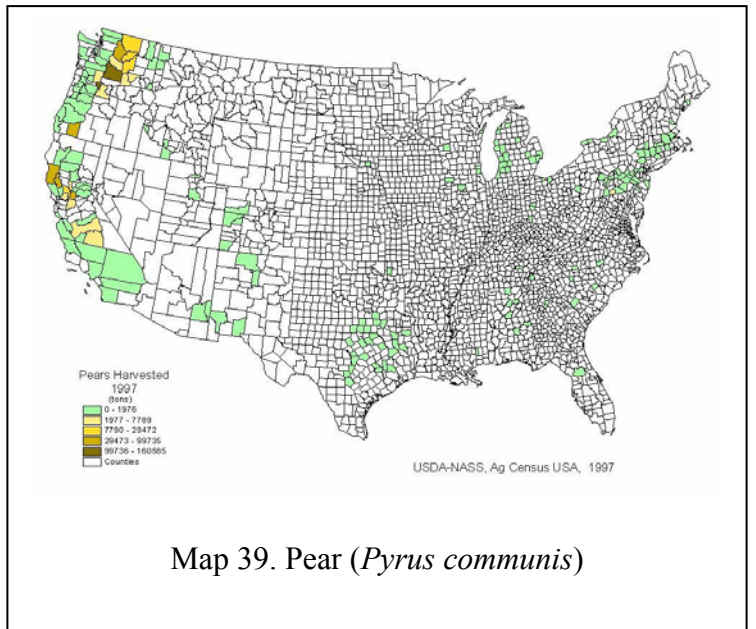 Pears Harvested
1997
(tons)
0 - 1976
1977 - 7789
7790 - 29472
29473 - 99735
99736 - 160585
Counties
USDA-NASS, Ag Census USA, 1997
Map 39. Pear (Pyrus communis)